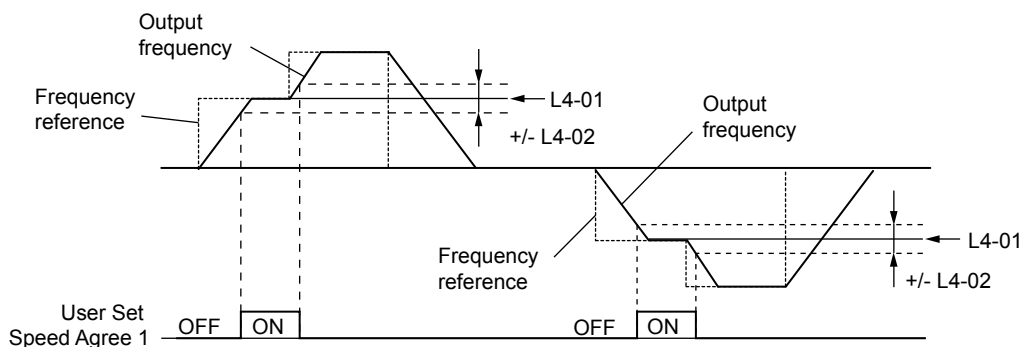 Output
frequency
Frequency
reference
L4-01
+/- L4-02
Output
frequency
Frequency
reference
L4-01
+/- L4-02
User Set
Speed Agree 1
OFF
ON
OFF
ON